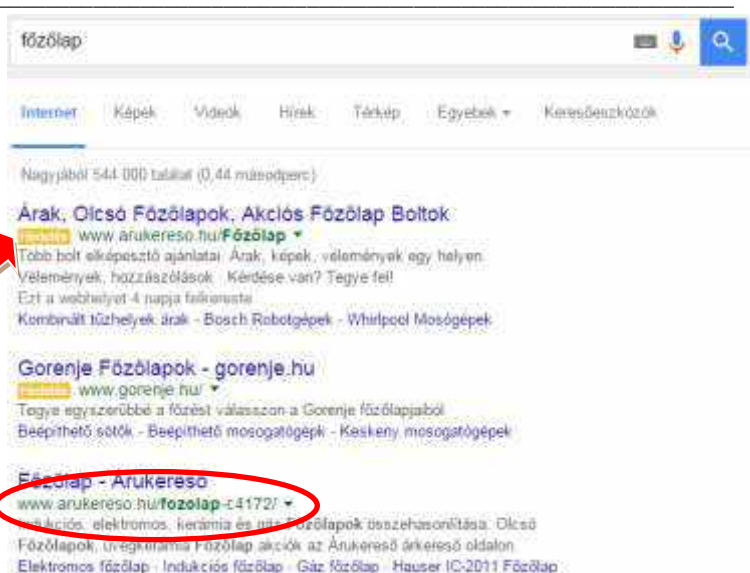 főzőlap
Internet Képek Videók Hírek Térkép Egyebek Keresőeszközök
Nagyjából 544 000 találat (0,44 másodperc)
Árak, Olcsó Főzőlapok, Akciós Főzőlap Boltok
www.arukereso.hu/Főzőlap
Több bolt elképesztő ajánlatai. Árak, képek, vélemények egy helyen.
Vélemények, hozzászólások · Kérdése van? Tegye fel!
Ezt a webhelyet 4 napja felkereste.
Kombinált tűzhelyek árak - Bosch Robotgépek - Whirlpool Mosógépek
Gorenje Főzőlapok - gorenje.hu
www.gorenje.hu/
Tegye egyszerűbbé a főzést válasszon a Gorenje főzőlapjaiból
Beépíthető sötők - Beépíthető mosogatógépk - Keskeny mosogatógépek
Főzőlap - Árukereső
www.arukereso.hu/fozolap-c4172/
Indukciós, elektromos, kerámia és gáz Főzőlapok összehasonlítása. Olcsó
Főzőlapok, üvegkerámia Főzőlap akciók az Árukereső árkereső oldalon.
Elektromos főzőlap - Indukciós főzőlap - Gáz főzőlap - Hauser IC-2011 Főzőlap